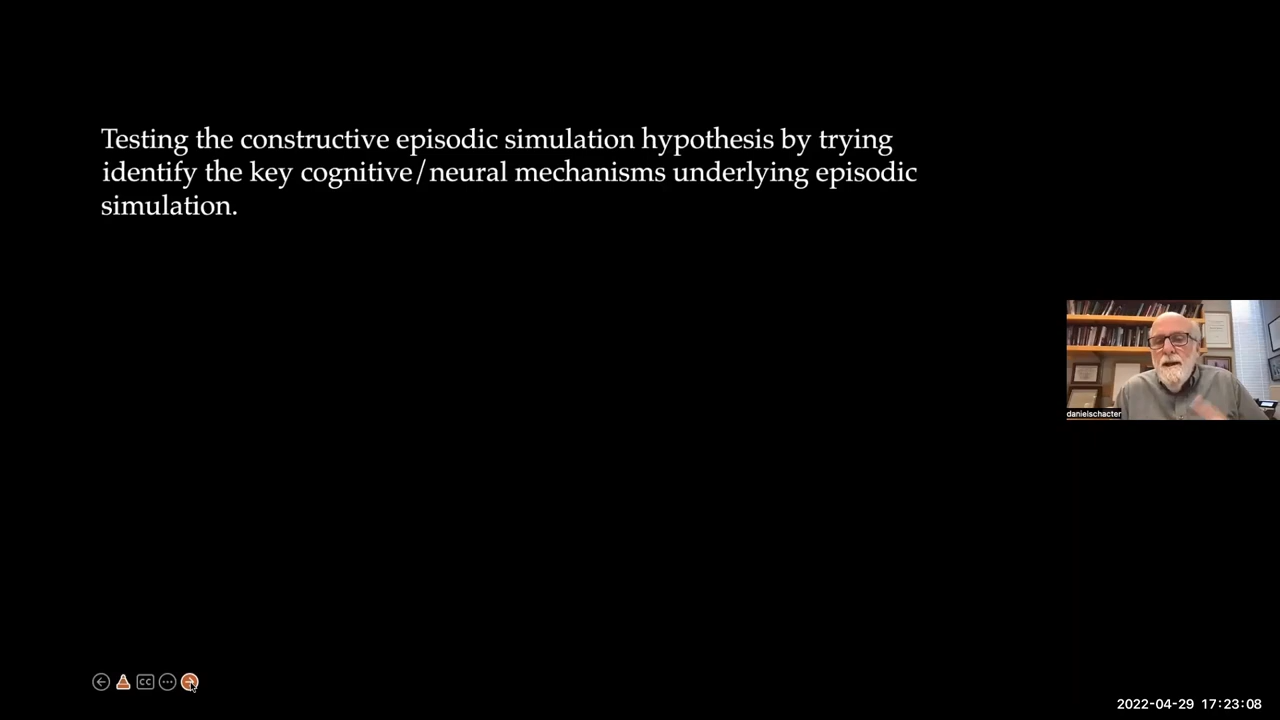 Testing the constructive episodic simulation hypothesis by trying
identify the key cognitive/neural mechanisms underlying episodic
simulation.
danielschacter
CC
2022-04-29 17:23:08